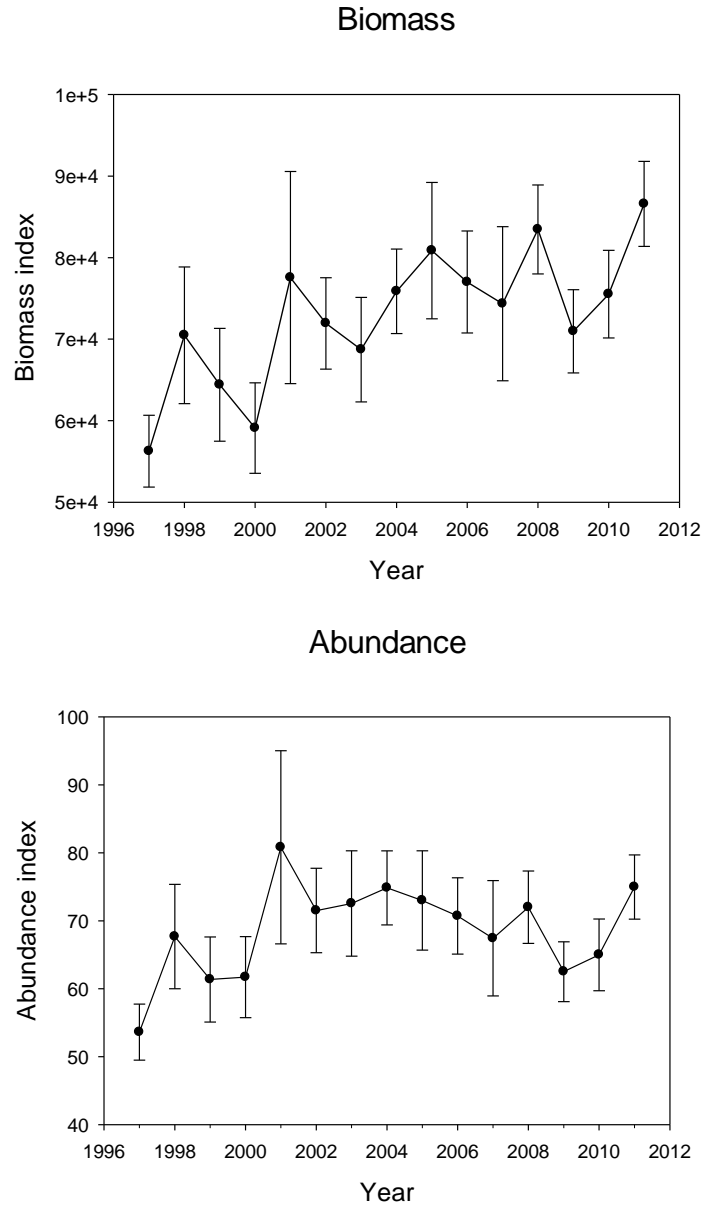 Biomass
1e+5
9e+4
8e+4
7e+4
6e+4
5e+4
Biomass index
1996 1998 2000 2002 2004 2006 2008 2010 2012
Year
Abundance
100
90
80
70
60
50
40
Abundance index
1996 1998 2000 2002 2004 2006 2008 2010 2012
Year